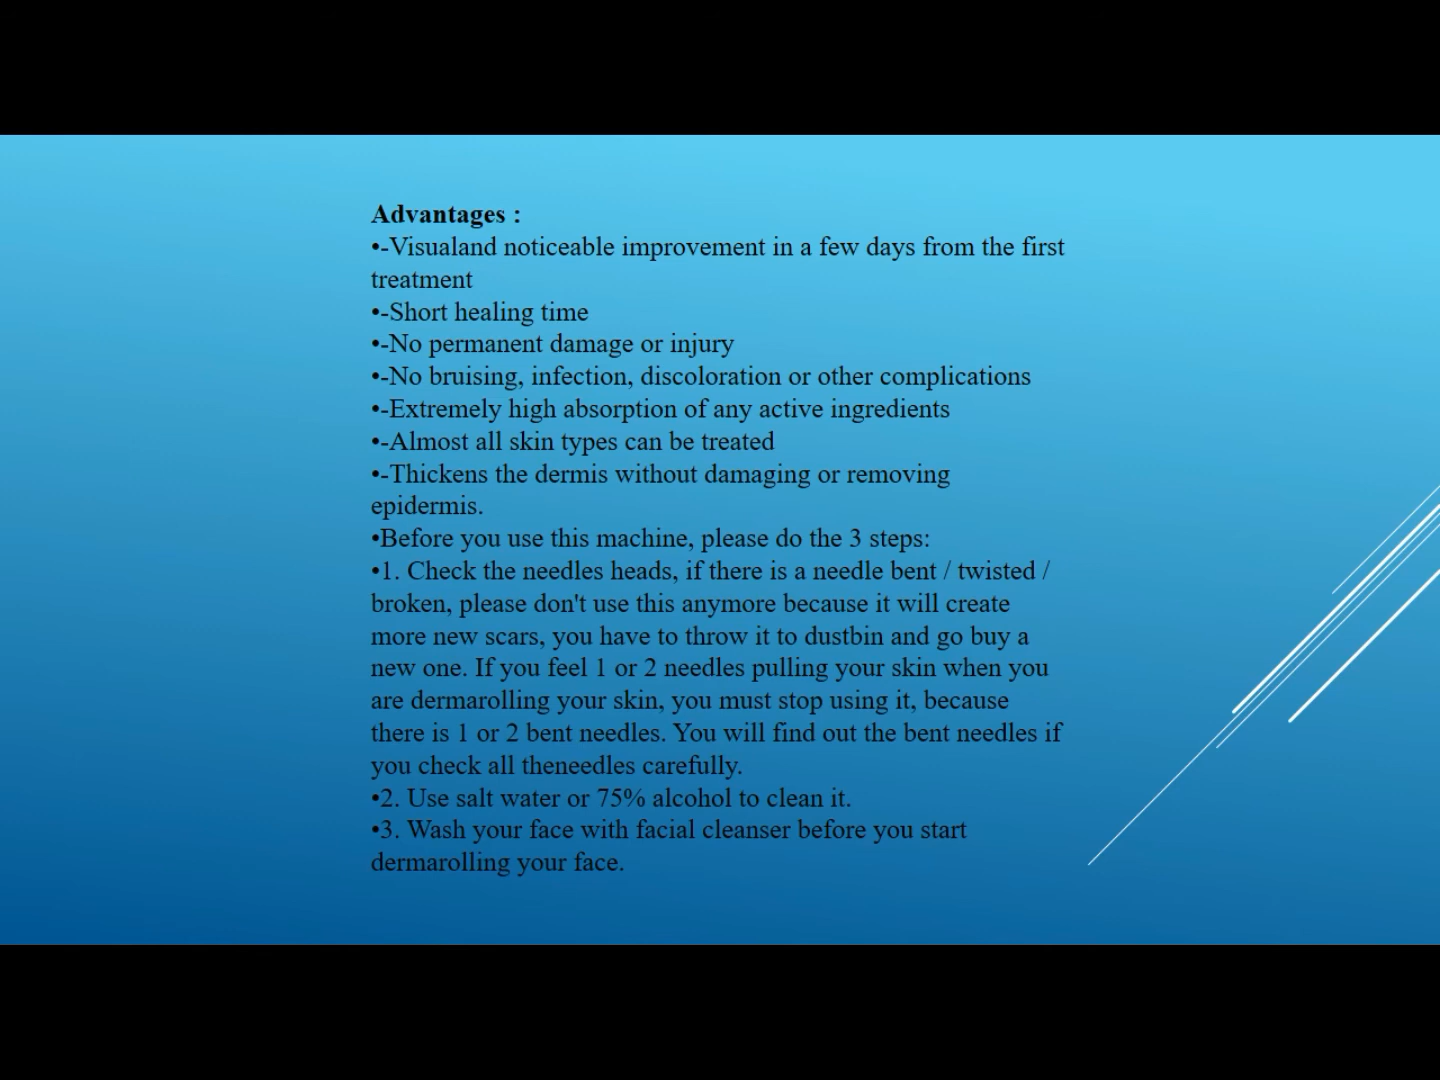 Advantages :
•-Visualand noticeable improvement in a few days from the first
treatment
•-Short healing time
•-No permanent damage or injury
•-No bruising, infection, discoloration or other complications
•-Extremely high absorption of any active ingredients
•-Almost all skin types can be treated
•-Thickens the dermis without damaging or removing
epidermis.
•Before you use this machine, please do the 3 steps:
•1. Check the needles heads, if there is a needle bent / twisted /
broken, please don't use this anymore because it will create
more new scars, you have to throw it to dustbin and go buy a
new one. If you feel 1 or 2 needles pulling your skin when you
are dermarolling your skin, you must stop using it, because
there is 1 or 2 bent needles. You will find out the bent needles if
you check all theneedles carefully.
•2. Use salt water or 75% alcohol to clean it.
•3. Wash your face with facial cleanser before you start
dermarolling your face.